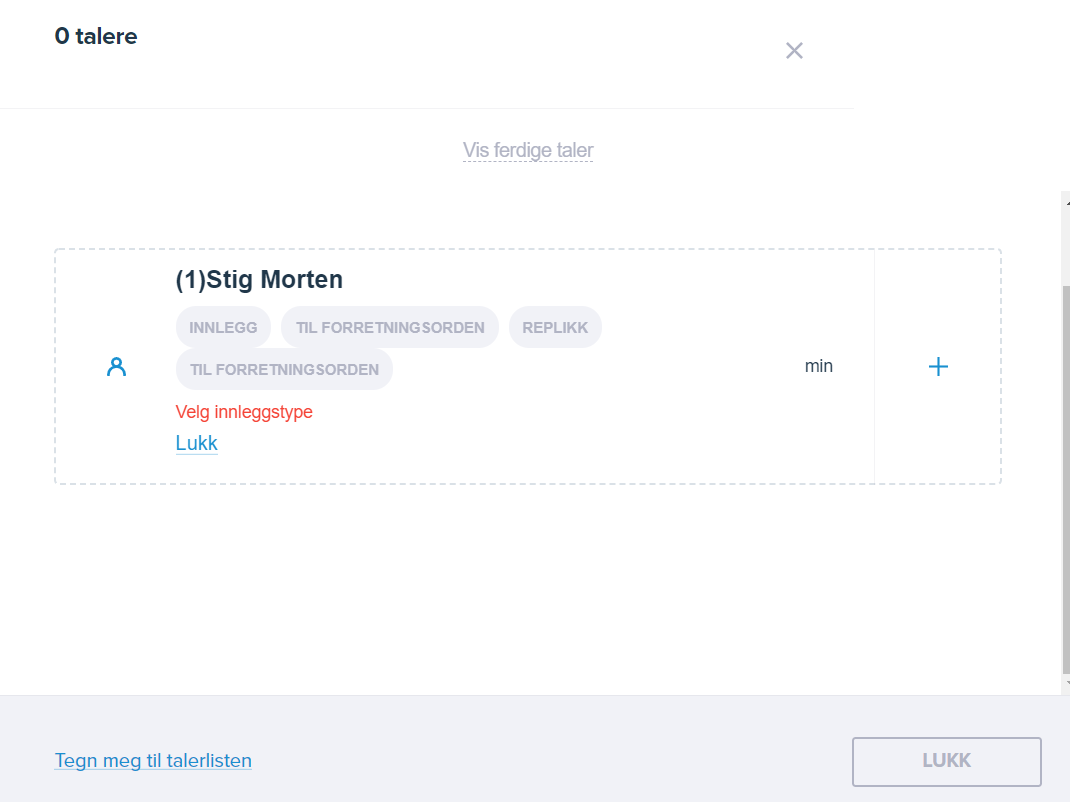 0 talere
Vis ferdige taler
(1)Stig Morten
INNLEGG TIL FORRETNINGSORDEN REPLIKK
TIL FORRETNINGSORDEN
min
Velg innleggstype
Lukk
Tegn meg til talerlisten
LUKK